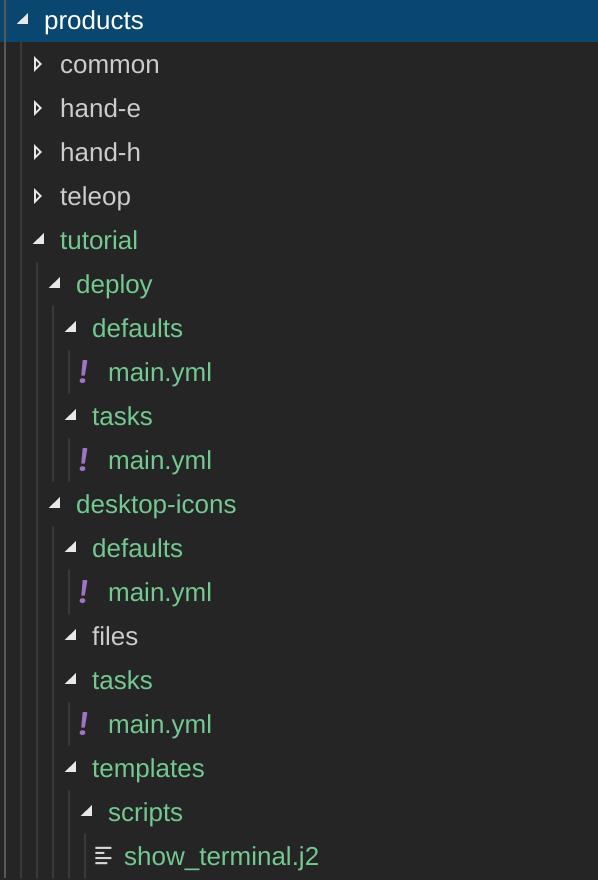 products
common
hand-e
hand-h
teleop
tutorial
deploy
defaults
main.yml
tasks
main.yml
desktop-icons
defaults
main.yml
files
tasks
main.yml
templates
scripts
show_terminal.j2